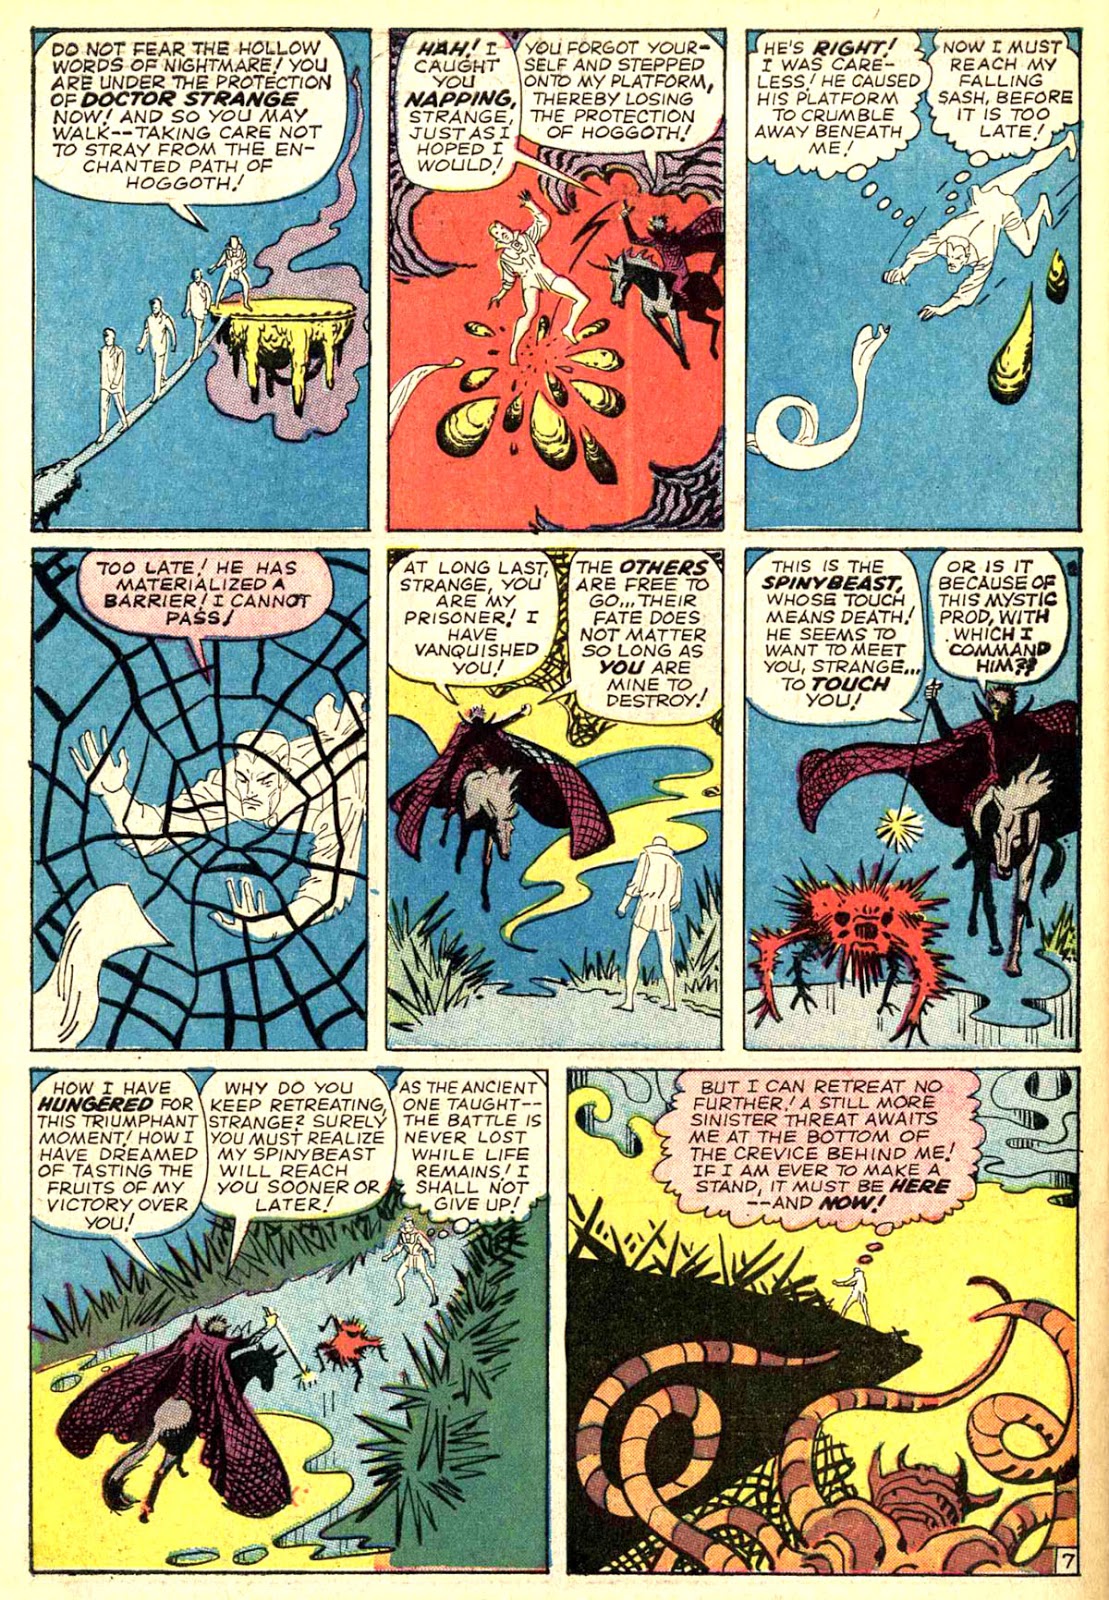 DO NOT FEAR THE HOLLOW
WORDS OF NIGHTMARE! YOU
ARE UNDER THE PROTECTION
OF DOCTOR STRANGE
NOW! AND SO YOU MAY
WALK--TAKING CARE NOT
TO STRAY FROM THE EN-
CHANTED PATH OF
HOGGOTH!
HAH! I
CAUGHT
YOU
NAPPING,
STRANGE,
JUST AS I
HOPED I
WOULD!
YOU FORGOT YOUR-
SELF AND STEPPED
ONTO MY PLATFORM,
THEREBY LOSING
THE PROTECTION
OF HOGGOTH!
HE'S RIGHT!
I WAS CARE-
LESS! HE CAUSED
HIS PLATFORM
TO CRUMBLE
AWAY BENEATH
ME!
NOW I MUST
REACH MY
FALLING
SASH, BEFORE
IT IS TOO
LATE!
TOO LATE! HE HAS
MATERIALIZED A
BARRIER! I CANNOT
PASS!
AT LONG LAST,
STRANGE, YOU
ARE MY
PRISONER! I
HAVE
VANQUISHED
YOU!
THE OTHERS
ARE FREE TO
GO... THEIR
FATE DOES
NOT MATTER
SO LONG AS
YOU ARE
MINE TO
DESTROY!
THIS IS THE
SPINYBEAST,
WHOSE TOUCH
MEANS DEATH!
HE SEEMS TO
WANT TO MEET
YOU, STRANGE...
TO TOUCH
YOU!
OR IS IT
BECAUSE OF
THIS MYSTIC
PROD, WITH
WHICH I
COMMAND
HIM??
HOW I HAVE
HUNGERED FOR
THIS TRIUMPHANT
MOMENT! HOW I
HAVE DREAMED
OF TASTING THE
FRUITS OF MY
VICTORY OVER
YOU!
WHY DO YOU
KEEP RETREATING,
STRANGE? SURELY
YOU MUST REALIZE
MY SPINYBEAST
WILL REACH
YOU SOONER OR
LATER!
AS THE ANCIENT
ONE TAUGHT--
THE BATTLE IS
NEVER LOST
WHILE LIFE
REMAINS! I
SHALL NOT
GIVE UP!
BUT I CAN RETREAT NO
FURTHER! A STILL MORE
SINISTER THREAT AWAITS
ME AT THE BOTTOM OF
THE CREVICE BEHIND ME!
IF I AM EVER TO MAKE A
STAND, IT MUST BE HERE
--AND NOW!
7